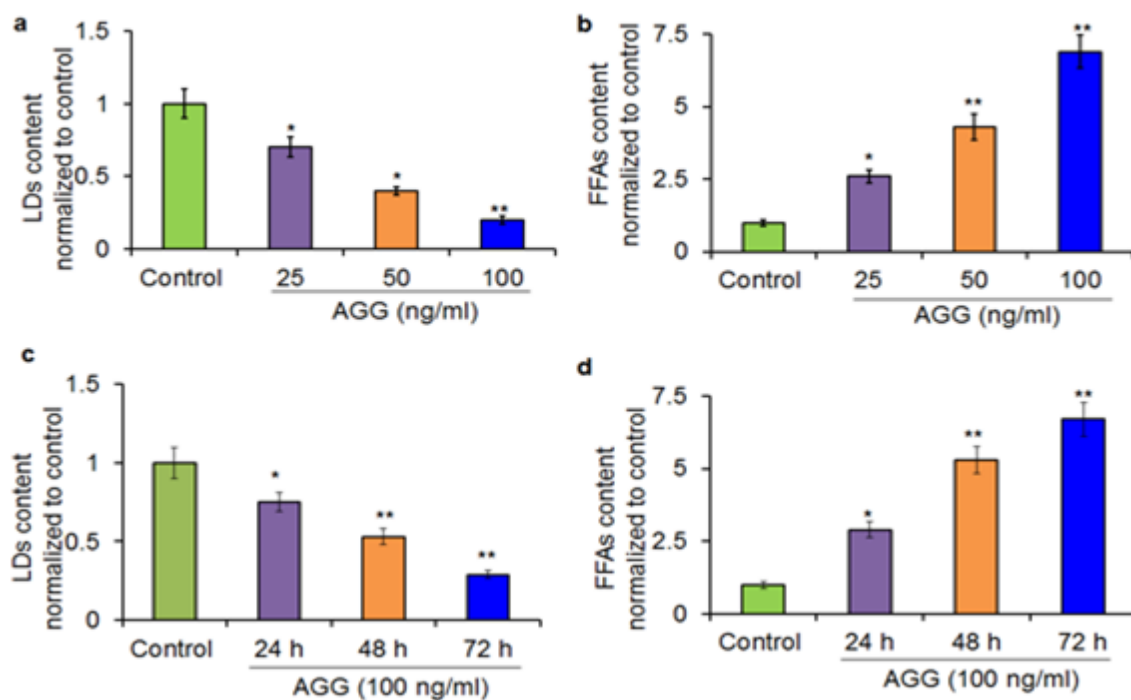 a
LDs content
normalized to control
1.5
1
0.5
0
*
*
**
Control 25 50 100
AGG (ng/ml)
b
FFAs content
normalized to control
7.5
5
2.5
0
*
**
**
Control 25 50 100
AGG (ng/ml)
c
LDs content
normalized to control
1.5
1
0.5
0
*
**
**
Control 24 h 48 h 72 h
AGG (100 ng/ml)
d
FFAs content
normalized to control
7.5
5
2.5
0
*
**
**
Control 24 h 48 h 72 h
AGG (100 ng/ml)